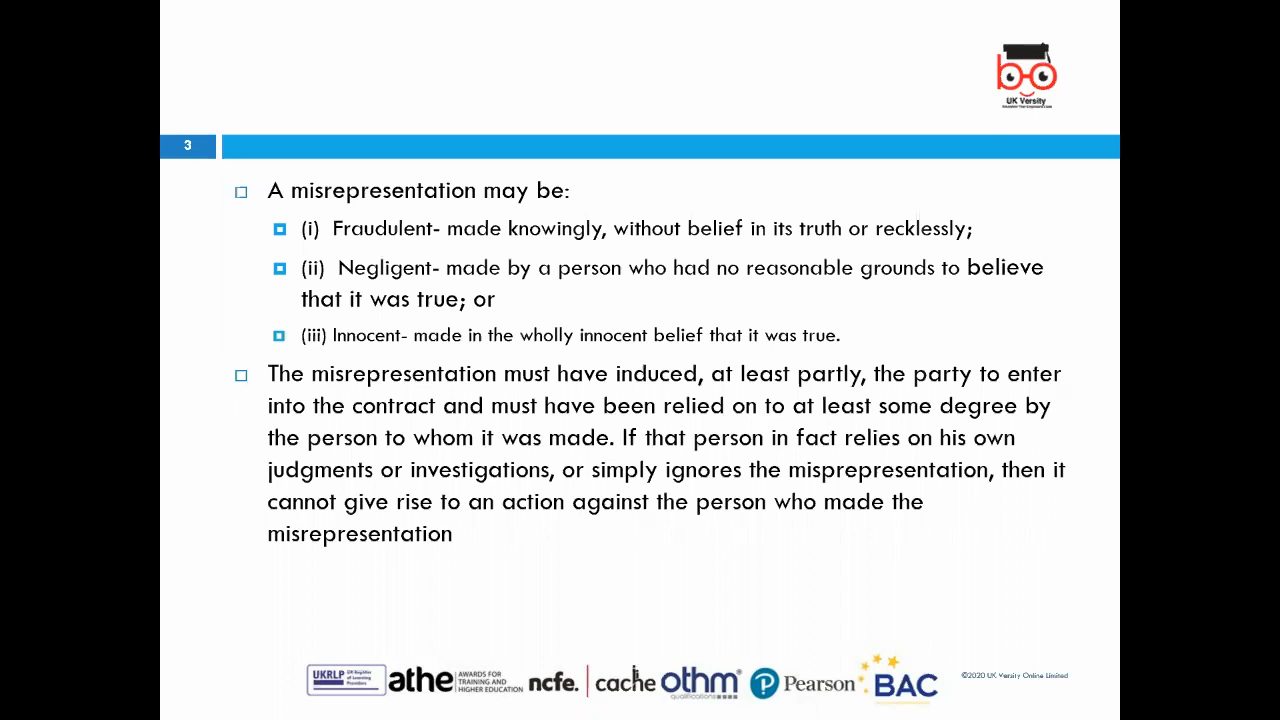 UK Versity
3
A misrepresentation may be:
(i) Fraudulent- made knowingly, without belief in its truth or recklessly;
(ii) Negligent- made by a person who had no reasonable grounds to believe
that it was true; or
(iii) Innocent- made in the wholly innocent belief that it was true.
The misrepresentation must have induced, at least partly, the party to enter
into the contract and must have been relied on to at least some degree by
the person to whom it was made. If that person in fact relies on his own
judgments or investigations, or simply ignores the misprepresentation, then it
cannot give rise to an action against the person who made the
misrepresentation
UKRLP UK Register
of Learning
Providers
athe AWARDS FOR
TRAINING AND
HIGHER EDUCATION
ncfe. cache
othm
qualifications
Pearson
BAC
©2020 UK Versity Online Limited